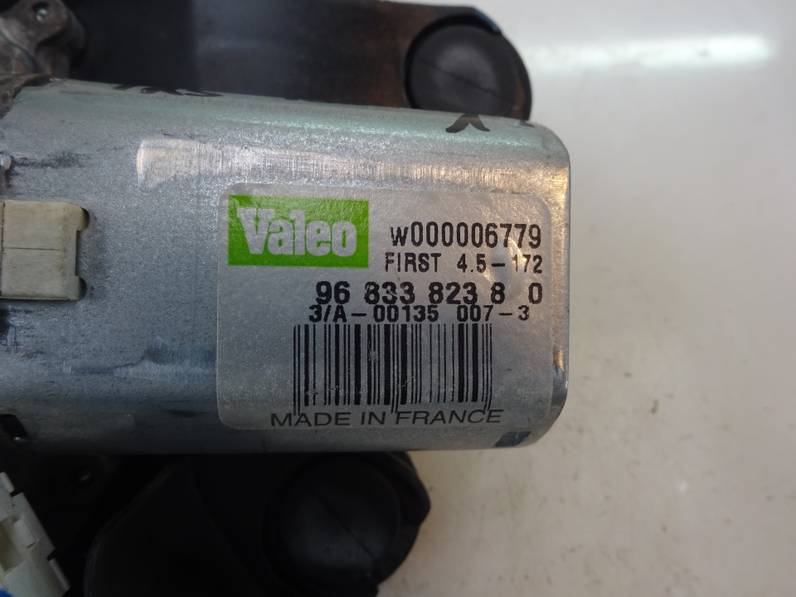 Valeo
W000006779
FIRST 4.5-172
96 833 823 8 0
3/A-00135 007-3
MADE IN FRANCE